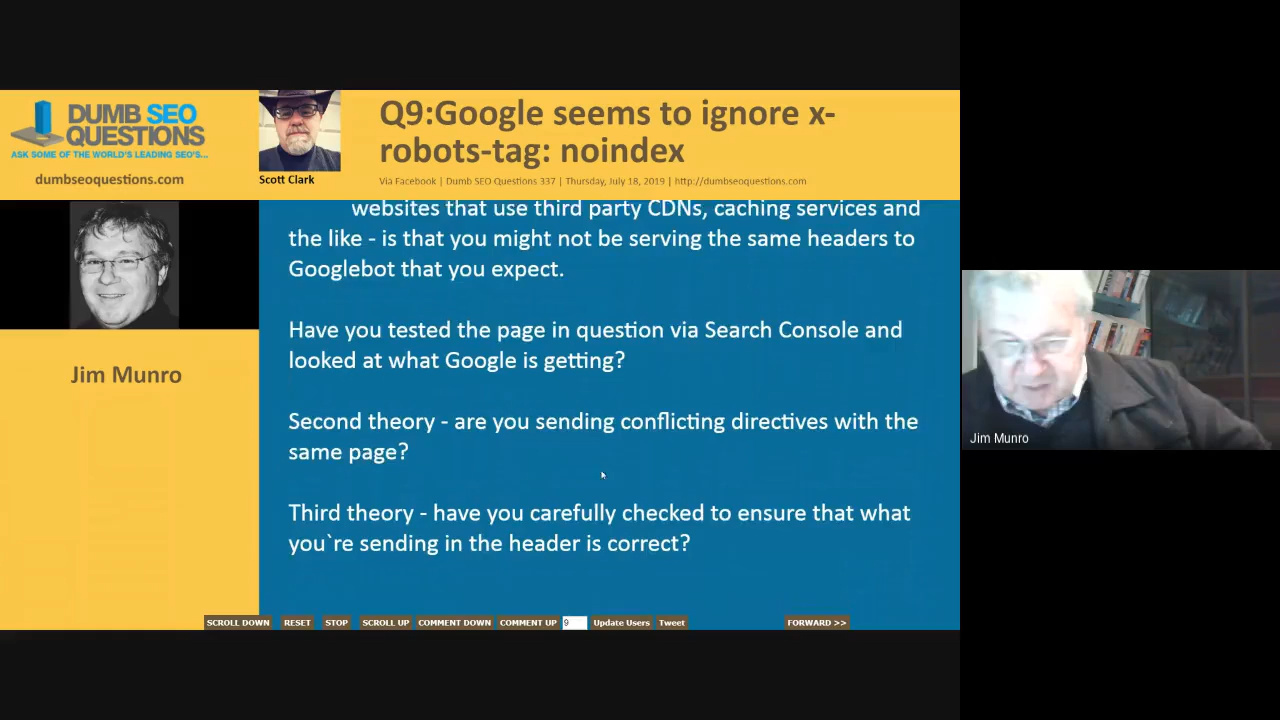 DUMB SEO
QUESTIONS
ASK SOME OF THE WORLD'S LEADING SEO'S...
dumbseoquestions.com
Scott Clark
Q9:Google seems to ignore x-
robots-tag: noindex
Via Facebook | Dumb SEO Questions 337 | Thursday, July 18, 2019 | http://dumbseoquestions.com
Jim Munro
websites that use third party CDNs, caching services and
the like - is that you might not be serving the same headers to
Googlebot that you expect.
Have you tested the page in question via Search Console and
looked at what Google is getting?
Second theory - are you sending conflicting directives with the
same page?
Third theory - have you carefully checked to ensure that what
you`re sending in the header is correct?
SCROLL DOWN RESET STOP SCROLL UP COMMENT DOWN COMMENT UP 9 Update Users Tweet FORWARD >>
Jim Munro